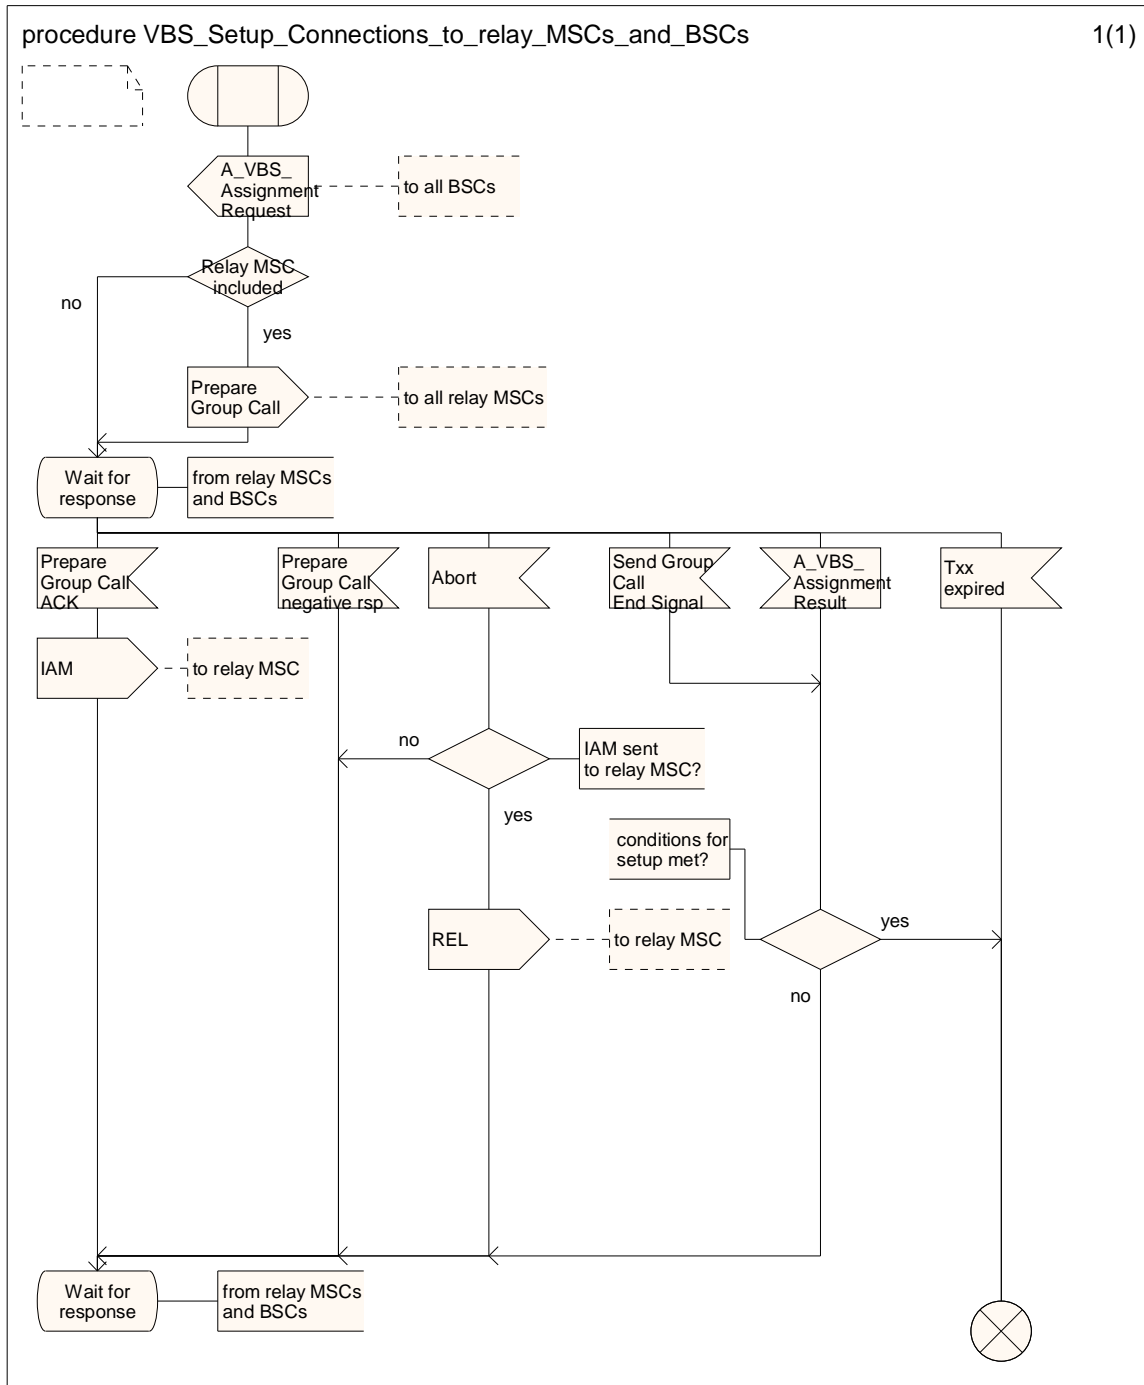 procedure VBS_Setup_Connections_to_relay_MSCs_and_BSCs
1(1)
A_VBS_
Assignment
Request
to all BSCs
Relay MSC
included
no
yes
Prepare
Group Call
to all relay MSCs
Wait for
response
from relay MSCs
and BSCs
Prepare
Group Call
ACK
Prepare
Group Call
negative rsp
Abort
Send Group
Call
End Signal
A_VBS_
Assignment
Result
Txx
expired
IAM
to relay MSC
no
IAM sent
to relay MSC?
yes
conditions for
setup met?
yes
REL
to relay MSC
no
Wait for
response
from relay MSCs
and BSCs